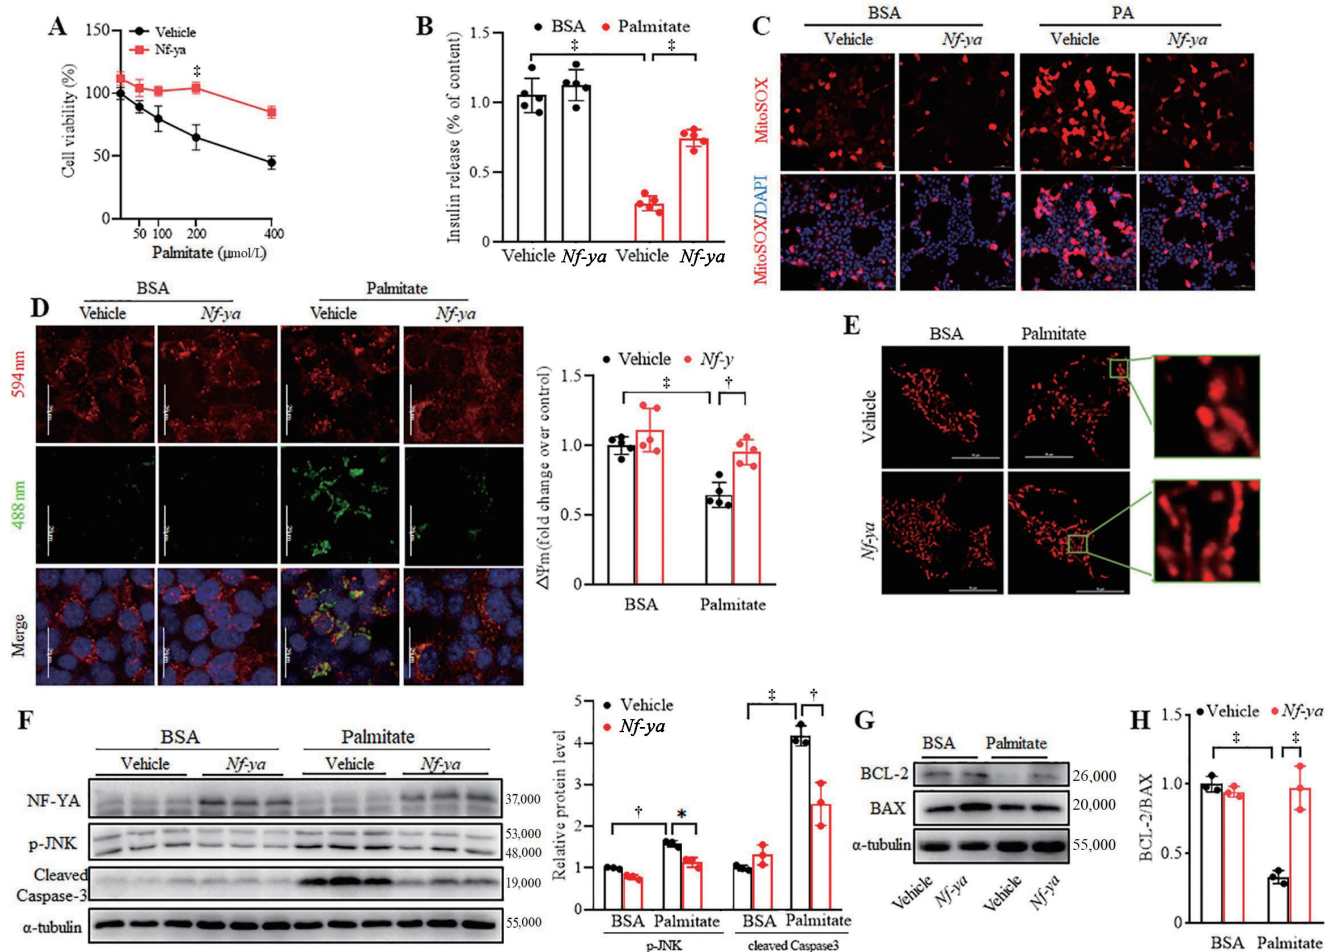 A
150
100
50
0
Cell viability (%)
Vehicle
Nf-ya
‡
50 100 200 400
Palmitate (μmol/L)
B
BSA Palmitate
‡ ‡
1.5
1.0
0.5
0
Insulin release (% of content)
Vehicle Nf-ya Vehicle Nf-ya
C
BSA PA
Vehicle Nf-ya Vehicle Nf-ya
MitoSOX
MitoSOX/DAPI
D
BSA Palmitate
Vehicle Nf-ya Vehicle Nf-ya
594 nm
488 nm
Merge
Vehicle Nf-y
‡ †
1.5
1.0
0.5
0
ΔΨm (fold change over control)
BSA Palmitate
E
BSA Palmitate
Vehicle
Nf-ya
F
BSA Palmitate
Vehicle Nf-ya Vehicle Nf-ya
NF-YA 37,000
p-JNK 53,000
48,000
Cleaved
Caspase-3 19,000
α-tubulin 55,000
Vehicle
Nf-ya
‡ †
† *
5
4
3
2
1
0
Relative protein level
BSA Palmitate BSA Palmitate
p-JNK cleaved Caspase3
G
BSA Palmitate
BCL-2 26,000
BAX 20,000
α-tubulin 55,000
Vehicle Nf-ya Vehicle Nf-ya
H
Vehicle Nf-ya
‡ ‡
1.5
1.0
0.5
0
BCL-2/BAX
BSA Palmitate